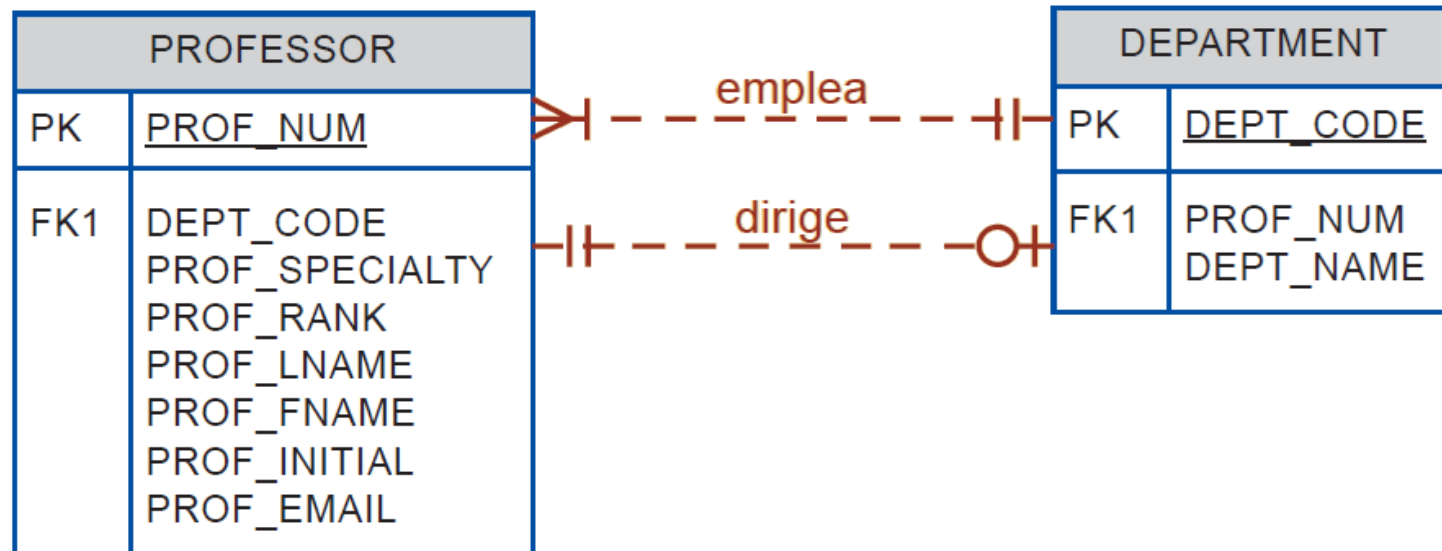 PROFESSOR
PK PROF_NUM
FK1 DEPT_CODE
PROF_SPECIALTY
PROF_RANK
PROF_LNAME
PROF_FNAME
PROF_INITIAL
PROF_EMAIL
emplea
dirige
DEPARTMENT
PK DEPT_CODE
FK1 PROF_NUM
DEPT_NAME